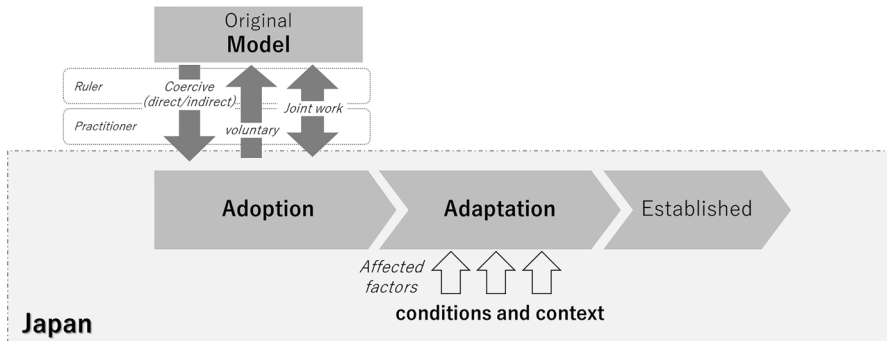 Original
Model
Ruler
Coercive
(direct/indirect)
Joint work
Practitioner
voluntary
Adoption
Adaptation
Established
Affected
factors
conditions and context
Japan